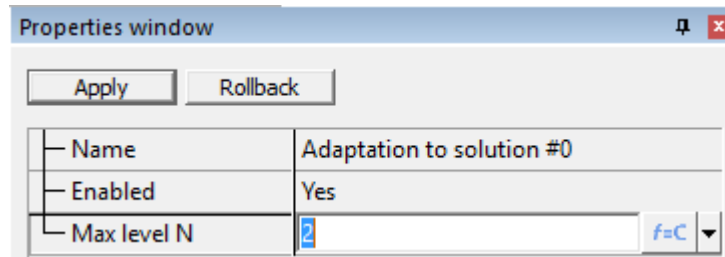 Properties window
Apply Rollback
Name Adaptation to solution #0
Enabled Yes
Max level N 2 f=C